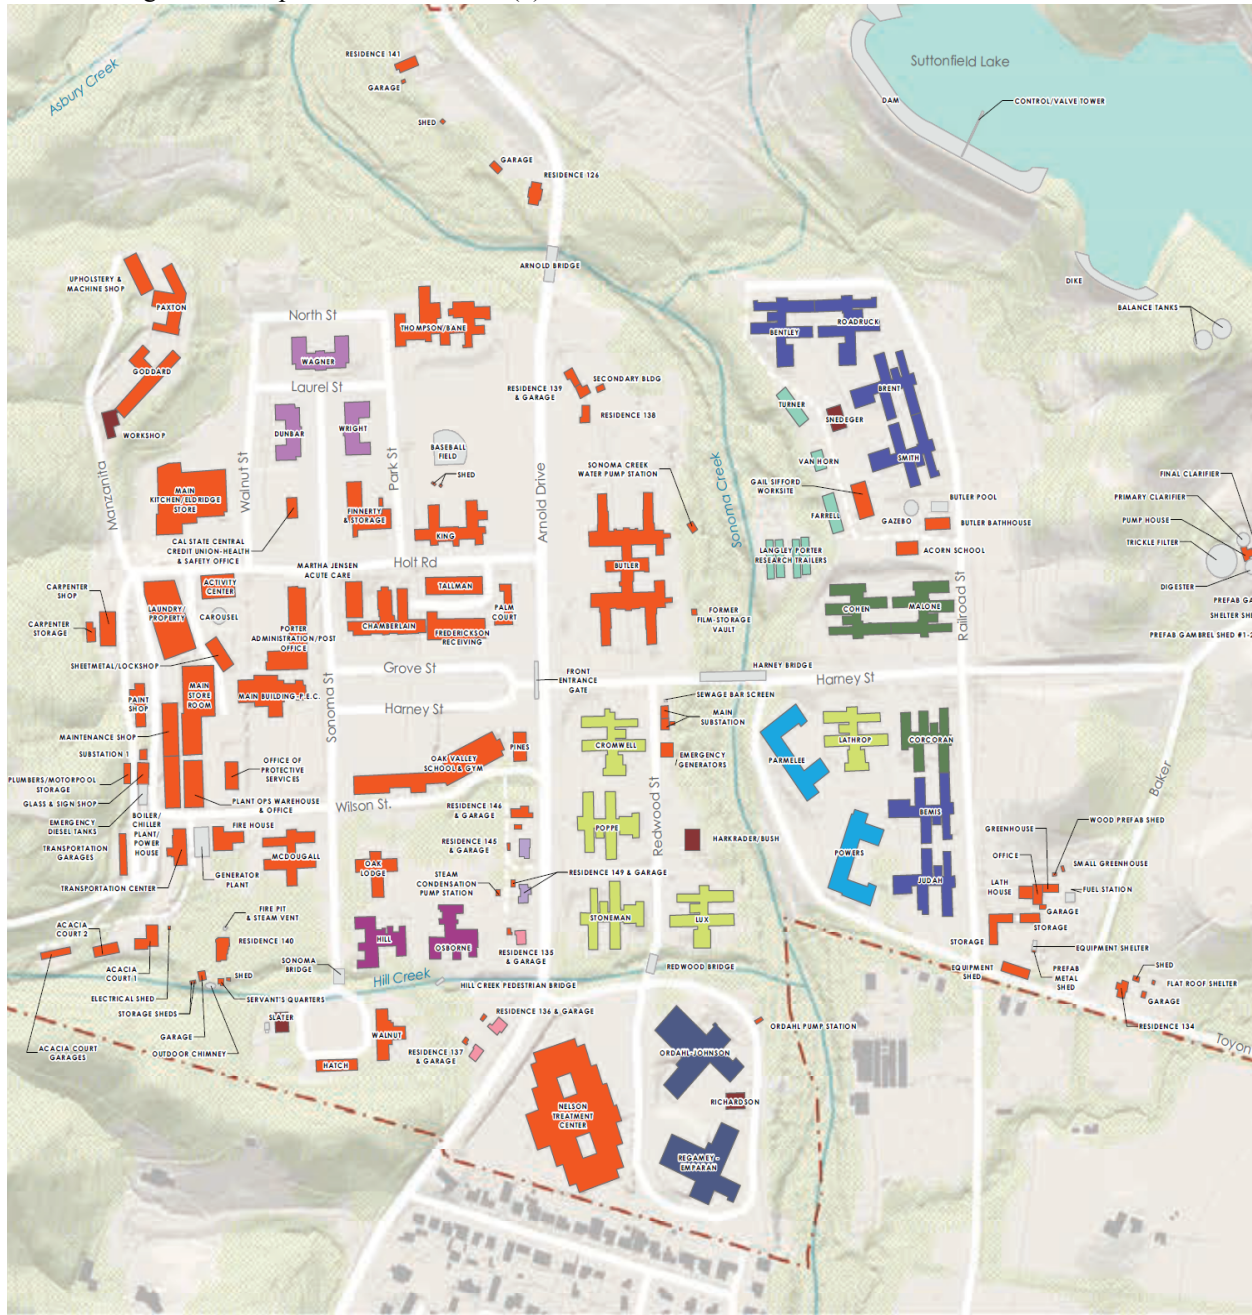 Suttonfield Lake
Asbury Creek
RESIDENCE 141
GARAGE
SHED
GARAGE
RESIDENCE 126
DAM
CONTROL/VALVE TOWER
ARNOLD BRIDGE
DIKE
BALANCE TANKS
UPHOLSTERY &
MACHINE SHOP
PAXTON
GODDARD
WORKSHOP
North St
THOMPSON/BANE
WAGNER
Laurel St
DUNBAR
WRIGHT
RESIDENCE 139
& GARAGE
SECONDARY BLDG
RESIDENCE 138
BENTLEY
ROADRUCK
BRENT
TURNER
SNEDEGER
SMITH
VAN HORN
Manzanita
Walnut St
Park St
BASEBALL
FIELD
SHED
Arnold Drive
SONOMA CREEK
WATER PUMP STATION
Sonoma Creek
GAIL SIFFORD
WORKSITE
FARRELL
GAZEBO
BUTLER POOL
BUTLER BATHHOUSE
ACORN SCHOOL
FINAL CLARIFIER
PRIMARY CLARIFIER
PUMP HOUSE
TRICKLE FILTER
DIGESTER
PREFAB GA
SHELTER SHE
PREFAB GAMBREL SHED #1-2
MAIN
KITCHEN/ELDRIDGE
STORE
CAL STATE CENTRAL
CREDIT UNION-HEALTH
& SAFETY OFFICE
FINNERTY
& STORAGE
KING
Holt Rd
BUTLER
LANGLEY PORTER
RESEARCH TRAILERS
CARPENTER
SHOP
CARPENTER
STORAGE
LAUNDRY/
PROPERTY
ACTIVITY
CENTER
CAROUSEL
MARTHA JENSEN
ACUTE CARE
PORTER
ADMINISTRATION/POST
OFFICE
TALLMAN
CHAMBERLAIN
PALM
COURT
FREDERICKSON
RECEIVING
FORMER
FILM-STORAGE
VAULT
COHEN
MALONE
Railroad St
SHEETMETAL/LOCKSHOP
Grove St
FRONT
ENTRANCE
GATE
HARNEY BRIDGE
Harney St
PAINT
SHOP
MAIN
STORE
ROOM
MAIN BUILDING-P.E.C.
Sonoma St
Harney St
SEWAGE BAR SCREEN
MAIN
SUBSTATION
CROMWELL
PARMELEE
LATHROP
CORCORAN
MAINTENANCE SHOP
SUBSTATION 1
PLUMBERS/MOTORPOOL
STORAGE
GLASS & SIGN SHOP
EMERGENCY
DIESEL TANKS
OFFICE OF
PROTECTIVE
SERVICES
OAK VALLEY
SCHOOL & GYM
PINES
EMERGENCY
GENERATORS
Baker
PLANT OPS WAREHOUSE
& OFFICE
Wilson St.
RESIDENCE 146
& GARAGE
Redwood St
POPPE
HARKRADER/BUSH
BEMIS
POWERS
JUDAH
TRANSPORTATION
GARAGES
BOILER/
CHILLER
PLANT/
POWER
HOUSE
FIRE HOUSE
MCDOUGALL
OAK
LODGE
RESIDENCE 145
& GARAGE
TRANSPORTATION CENTER
GENERATOR
PLANT
STEAM
CONDENSATION
PUMP STATION
RESIDENCE 149 & GARAGE
GREENHOUSE
WOOD PREFAB SHED
OFFICE
SMALL GREENHOUSE
LATH
HOUSE
FUEL STATION
GARAGE
STORAGE
STORAGE
ACACIA
COURT 2
ACACIA
COURT 1
FIRE PIT
& STEAM VENT
RESIDENCE 140
HILL
OSBORNE
STONEMAN
LUX
RESIDENCE 135
& GARAGE
EQUIPMENT SHELTER
EQUIPMENT
SHED
PREFAB
METAL
SHED
SHED
FLAT ROOF SHELTER
GARAGE
RESIDENCE 134
SONOMA
BRIDGE
Hill Creek
REDWOOD BRIDGE
HILL CREEK PEDESTRIAN BRIDGE
ELECTRICAL SHED
SHED
STORAGE SHEDS
SERVANT'S QUARTERS
SLATER
GARAGE
OUTDOOR CHIMNEY
ACACIA COURT
GARAGES
WALNUT
HATCH
RESIDENCE 136 & GARAGE
RESIDENCE 137
& GARAGE
ORDAHL PUMP STATION
ORDAHL-JOHNSON
RICHARDSON
Toyon
NELSON
TREATMENT
CENTER
REGAMEY-
EMPARAN